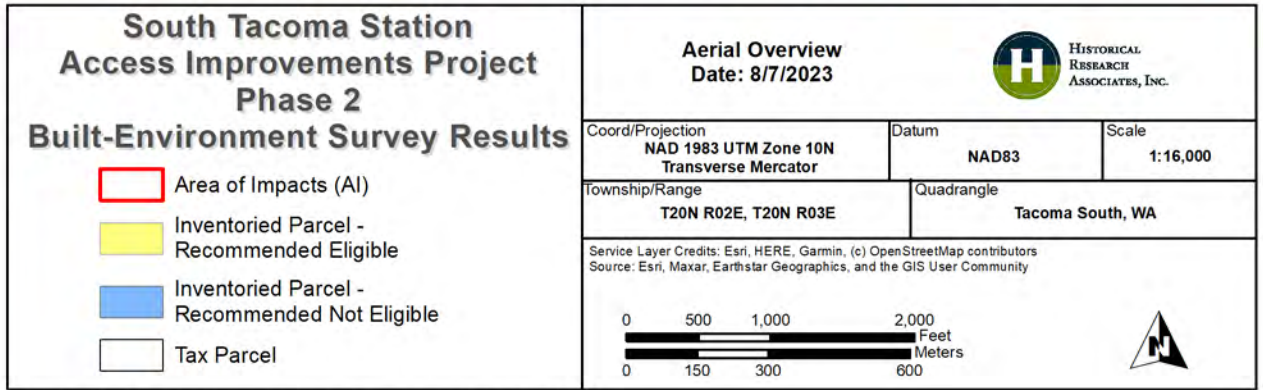 South Tacoma Station
Access Improvements Project
Phase 2
Built-Environment Survey Results
Area of Impacts (AI)
Inventoried Parcel -
Recommended Eligible
Inventoried Parcel -
Recommended Not Eligible
Tax Parcel
Aerial Overview
Date: 8/7/2023
H
HISTORICAL
RESEARCH
ASSOCIATES, INC.
Coord/Projection
NAD 1983 UTM Zone 10N
Transverse Mercator
Datum
NAD83
Scale
1:16,000
Township/Range
T20N R02E, T20N R03E
Quadrangle
Tacoma South, WA
Service Layer Credits: Esri, HERE, Garmin, (c) OpenStreetMap contributors
Source: Esri, Maxar, Earthstar Geographics, and the GIS User Community
0 500 1,000 2,000
Feet
Meters
0 150 300 600
N